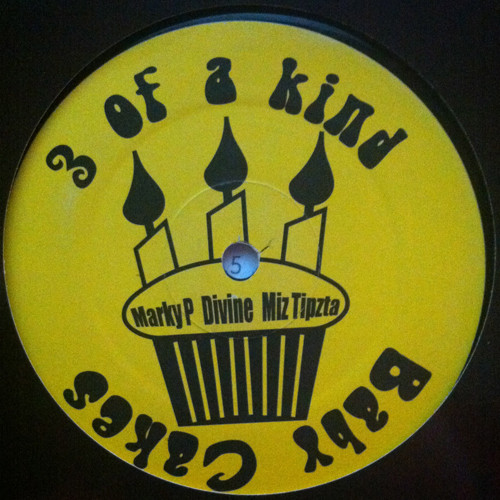 3 of a kind
Marky P Divine Miz Tipzta
Baby Cakes
5